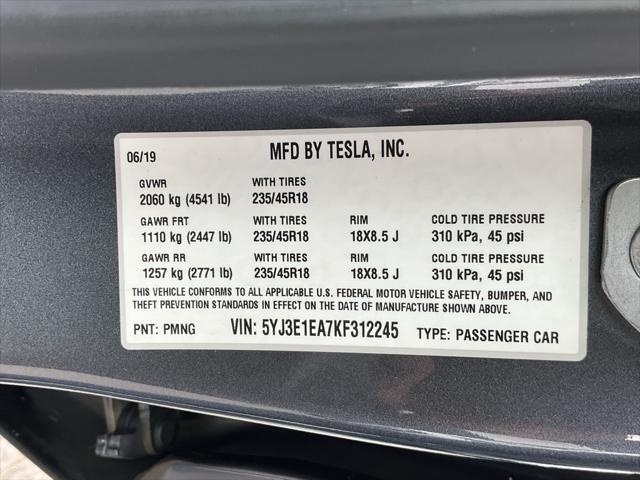 06/19 MFD BY TESLA, INC.
GVWR WITH TIRES
2060 kg (4541 lb) 235/45R18
GAWR FRT WITH TIRES RIM COLD TIRE PRESSURE
1110 kg (2447 lb) 235/45R18 18X8.5 J 310 kPa, 45 psi
GAWR RR WITH TIRES RIM COLD TIRE PRESSURE
1257 kg (2771 lb) 235/45R18 18X8.5 J 310 kPa, 45 psi
THIS VEHICLE CONFORMS TO ALL APPLICABLE U.S. FEDERAL MOTOR VEHICLE SAFETY, BUMPER, AND
THEFT PREVENTION STANDARDS IN EFFECT ON THE DATE OF MANUFACTURE SHOWN ABOVE.
PNT: PMNG VIN: 5YJ3E1EA7KF312245 TYPE: PASSENGER CAR